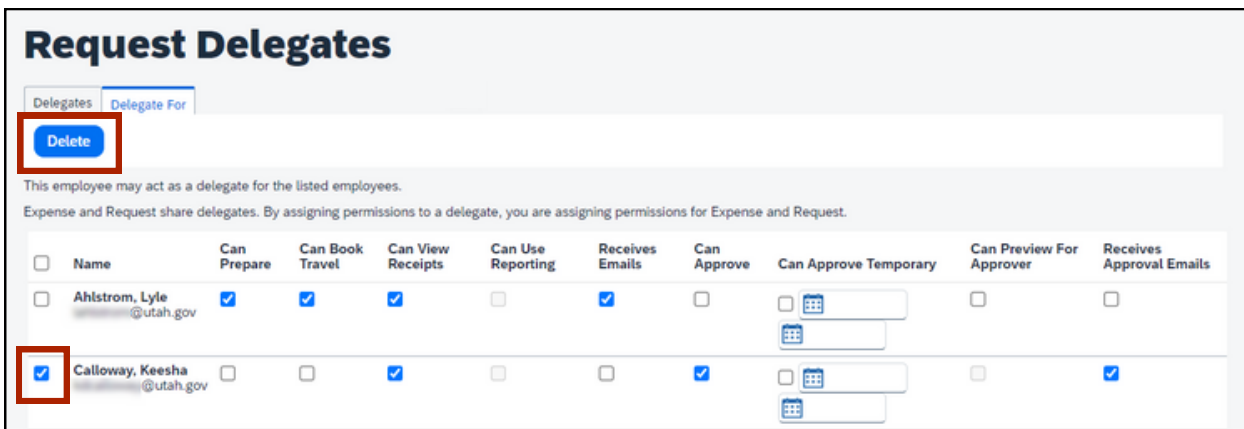 Request Delegates
Delegates Delegate For
Delete
This employee may act as a delegate for the listed employees.
Expense and Request share delegates. By assigning permissions to a delegate, you are assigning permissions for Expense and Request.
Can Can Book Can View Can Use Receives Can Can Preview For Receives
Name Prepare Travel Receipts Reporting Emails Approve Can Approve Temporary Approver Approval Emails
Ahlstrom, Lyle
@utah.gov
Calloway, Keesha
@utah.gov